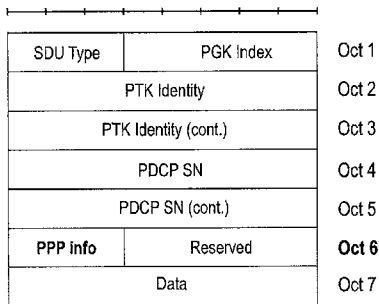 SDU Type PGK Index Oct 1
PTK Identity Oct 2
PTK Identity (cont.) Oct 3
PDCP SN Oct 4
PDCP SN (cont.) Oct 5
PPP info Reserved Oct 6
Data Oct 7